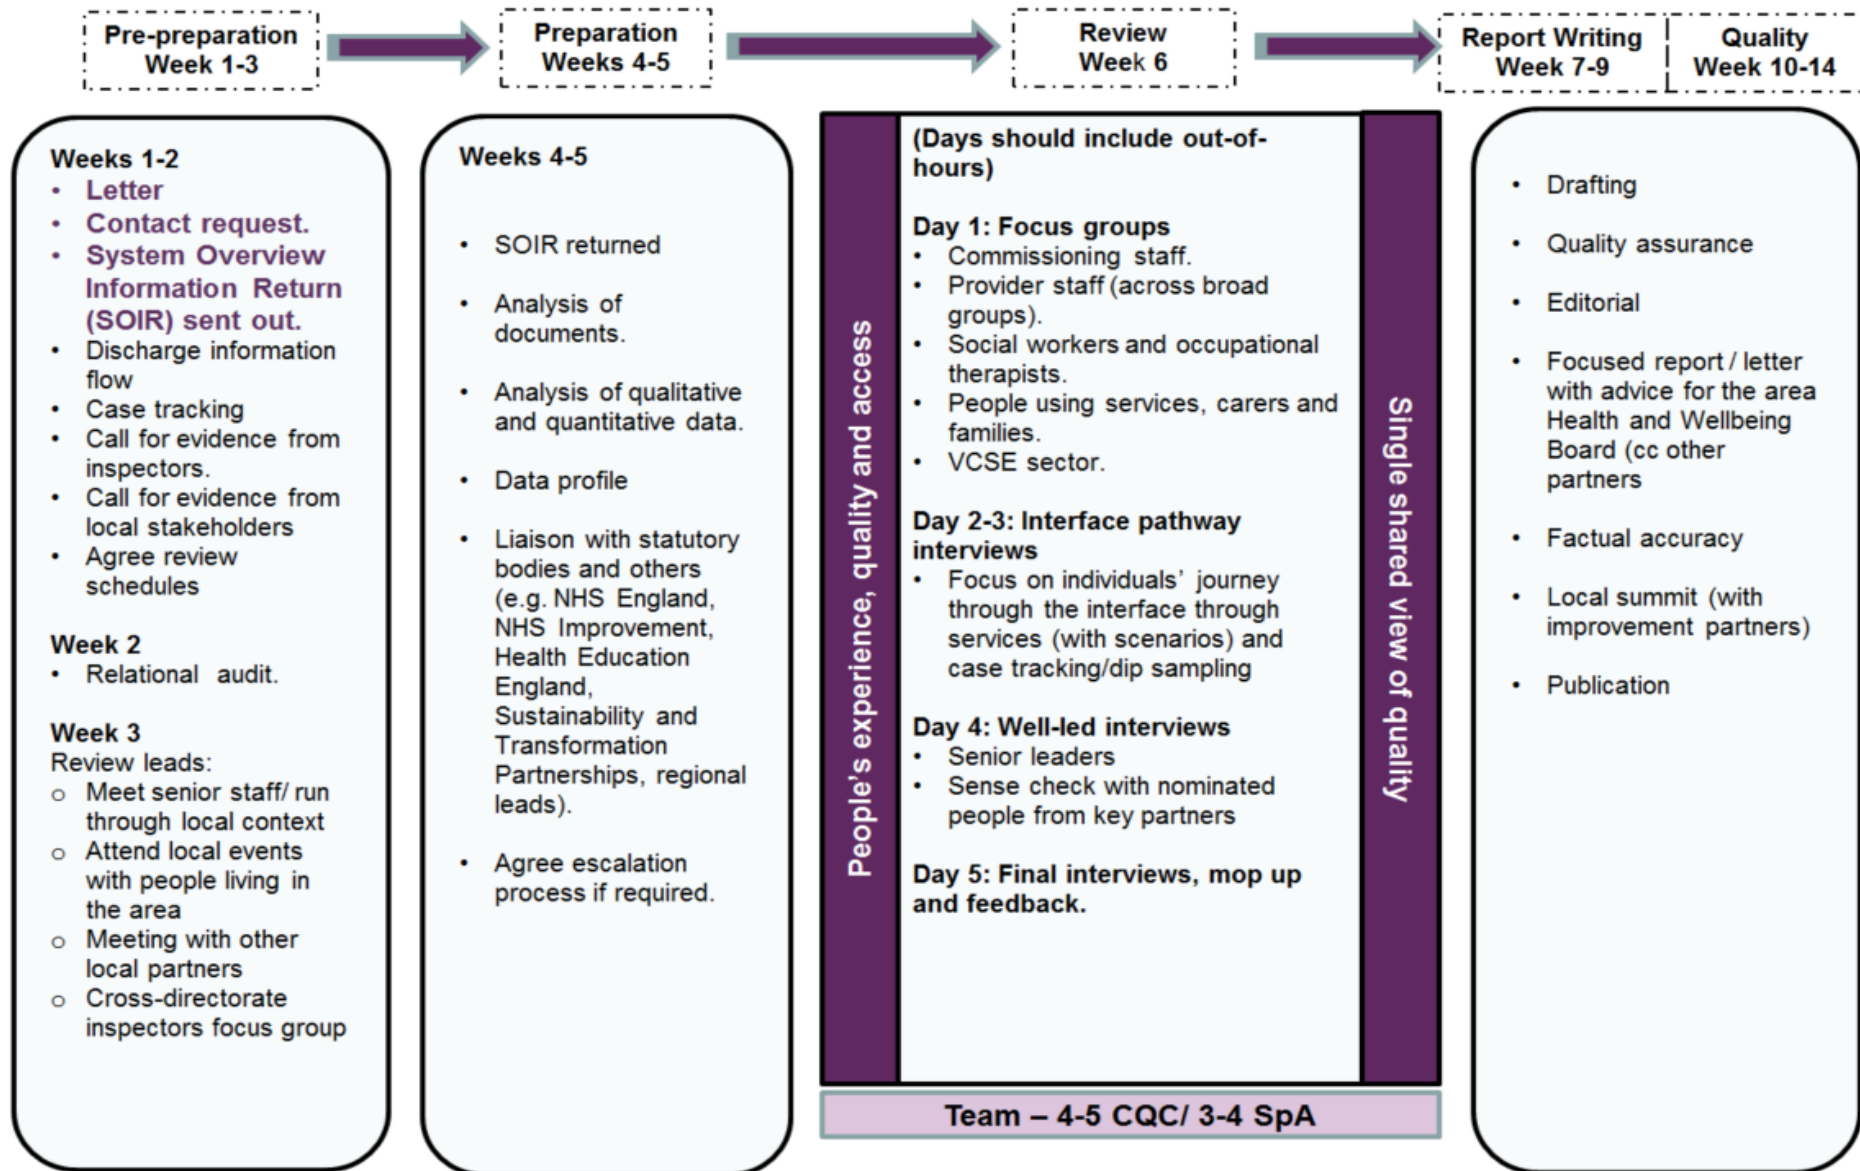 Pre-preparation
Week 1-3
Preparation
Weeks 4-5
Review
Week 6
Report Writing
Week 7-9
Quality
Week 10-14
Weeks 1-2
• Letter
• Contact request.
• System Overview
Information Return
(SOIR) sent out.
• Discharge information
flow
• Case tracking
• Call for evidence from
inspectors.
• Call for evidence from
local stakeholders
• Agree review
schedules
Week 2
• Relational audit.
Week 3
Review leads:
o Meet senior staff/ run
through local context
o Attend local events
with people living in
the area
o Meeting with other
local partners
o Cross-directorate
inspectors focus group
Weeks 4-5
• SOIR returned
• Analysis of
documents.
• Analysis of qualitative
and quantitative data.
• Data profile
• Liaison with statutory
bodies and others
(e.g. NHS England,
NHS Improvement,
Health Education
England,
Sustainability and
Transformation
Partnerships, regional
leads).
• Agree escalation
process if required.
People's experience, quality and access
(Days should include out-of-
hours)
Day 1: Focus groups
• Commissioning staff.
• Provider staff (across broad
groups).
• Social workers and occupational
therapists.
• People using services, carers and
families.
• VCSE sector.
Day 2-3: Interface pathway
interviews
• Focus on individuals' journey
through the interface through
services (with scenarios) and
case tracking/dip sampling
Day 4: Well-led interviews
• Senior leaders
• Sense check with nominated
people from key partners
Day 5: Final interviews, mop up
and feedback.
Single shared view of quality
Team – 4-5 CQC/ 3-4 SpA
• Drafting
• Quality assurance
• Editorial
• Focused report / letter
with advice for the area
Health and Wellbeing
Board (cc other
partners
• Factual accuracy
• Local summit (with
improvement partners)
• Publication